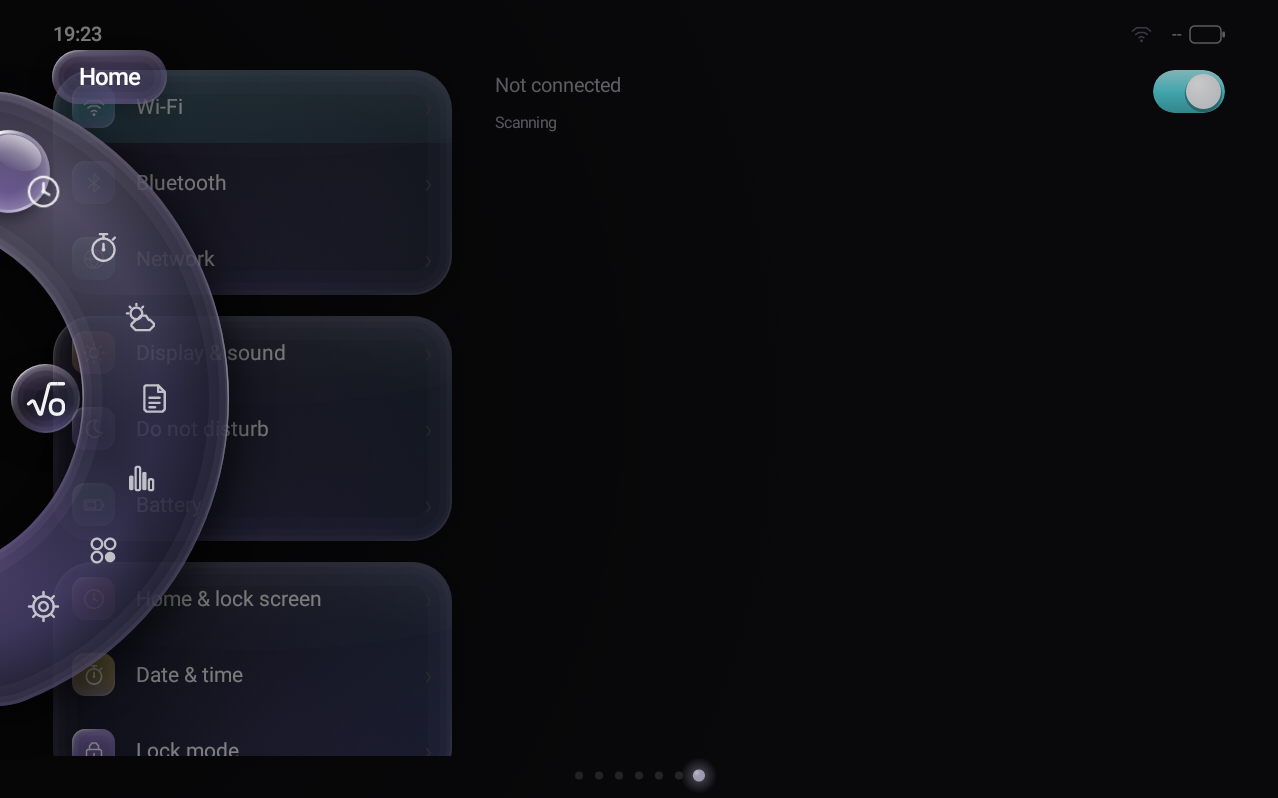 19:23
--
Home
Wi-Fi
Not connected
Scanning
Bluetooth
Network
Display & sound
Do not disturb
Battery
Home & lock screen
Date & time
Lock mode